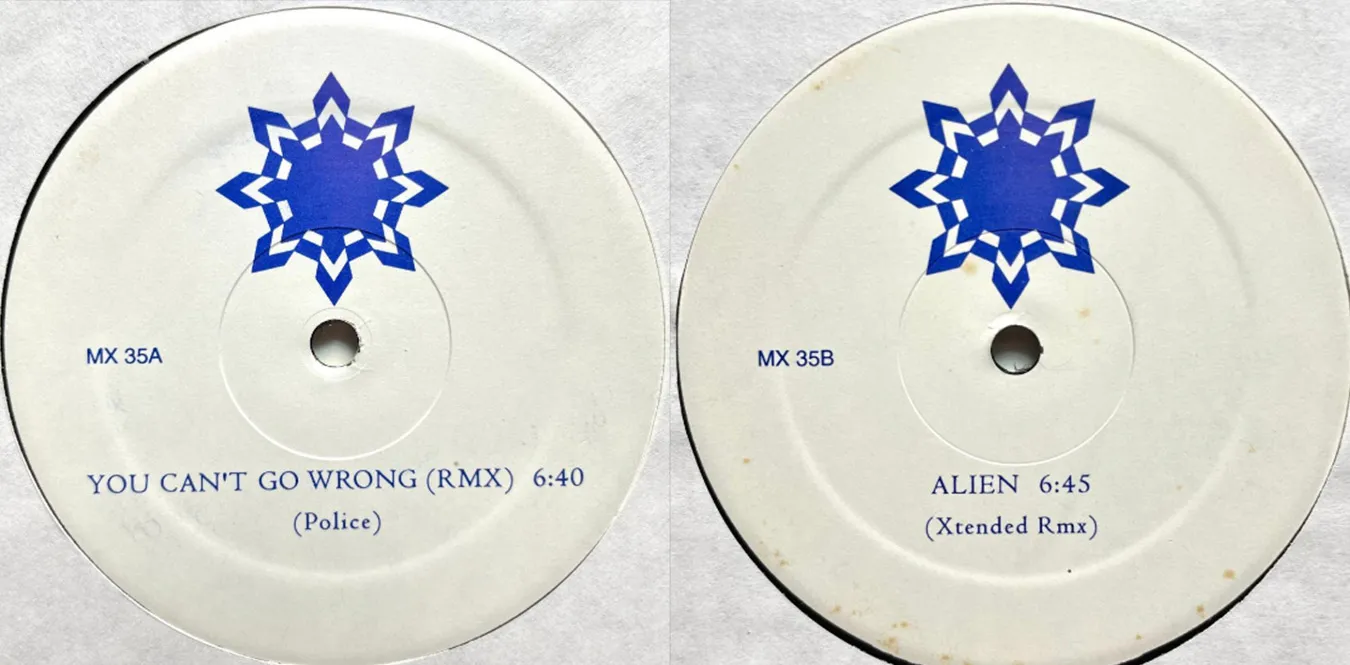 MX 35A
YOU CAN'T GO WRONG (RMX) 6:40
(Police)
MX 35B
ALIEN 6:45
(Xtended Rmx)